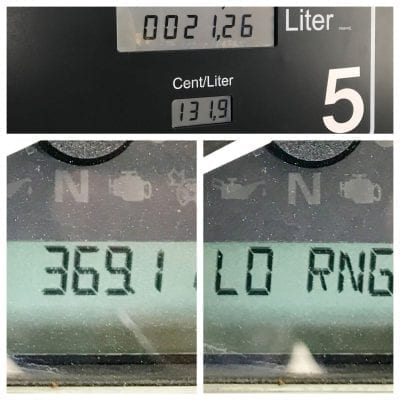 0021,26 Liter
Cent/Liter
131,9
5
N
369.1
N
LO RNG